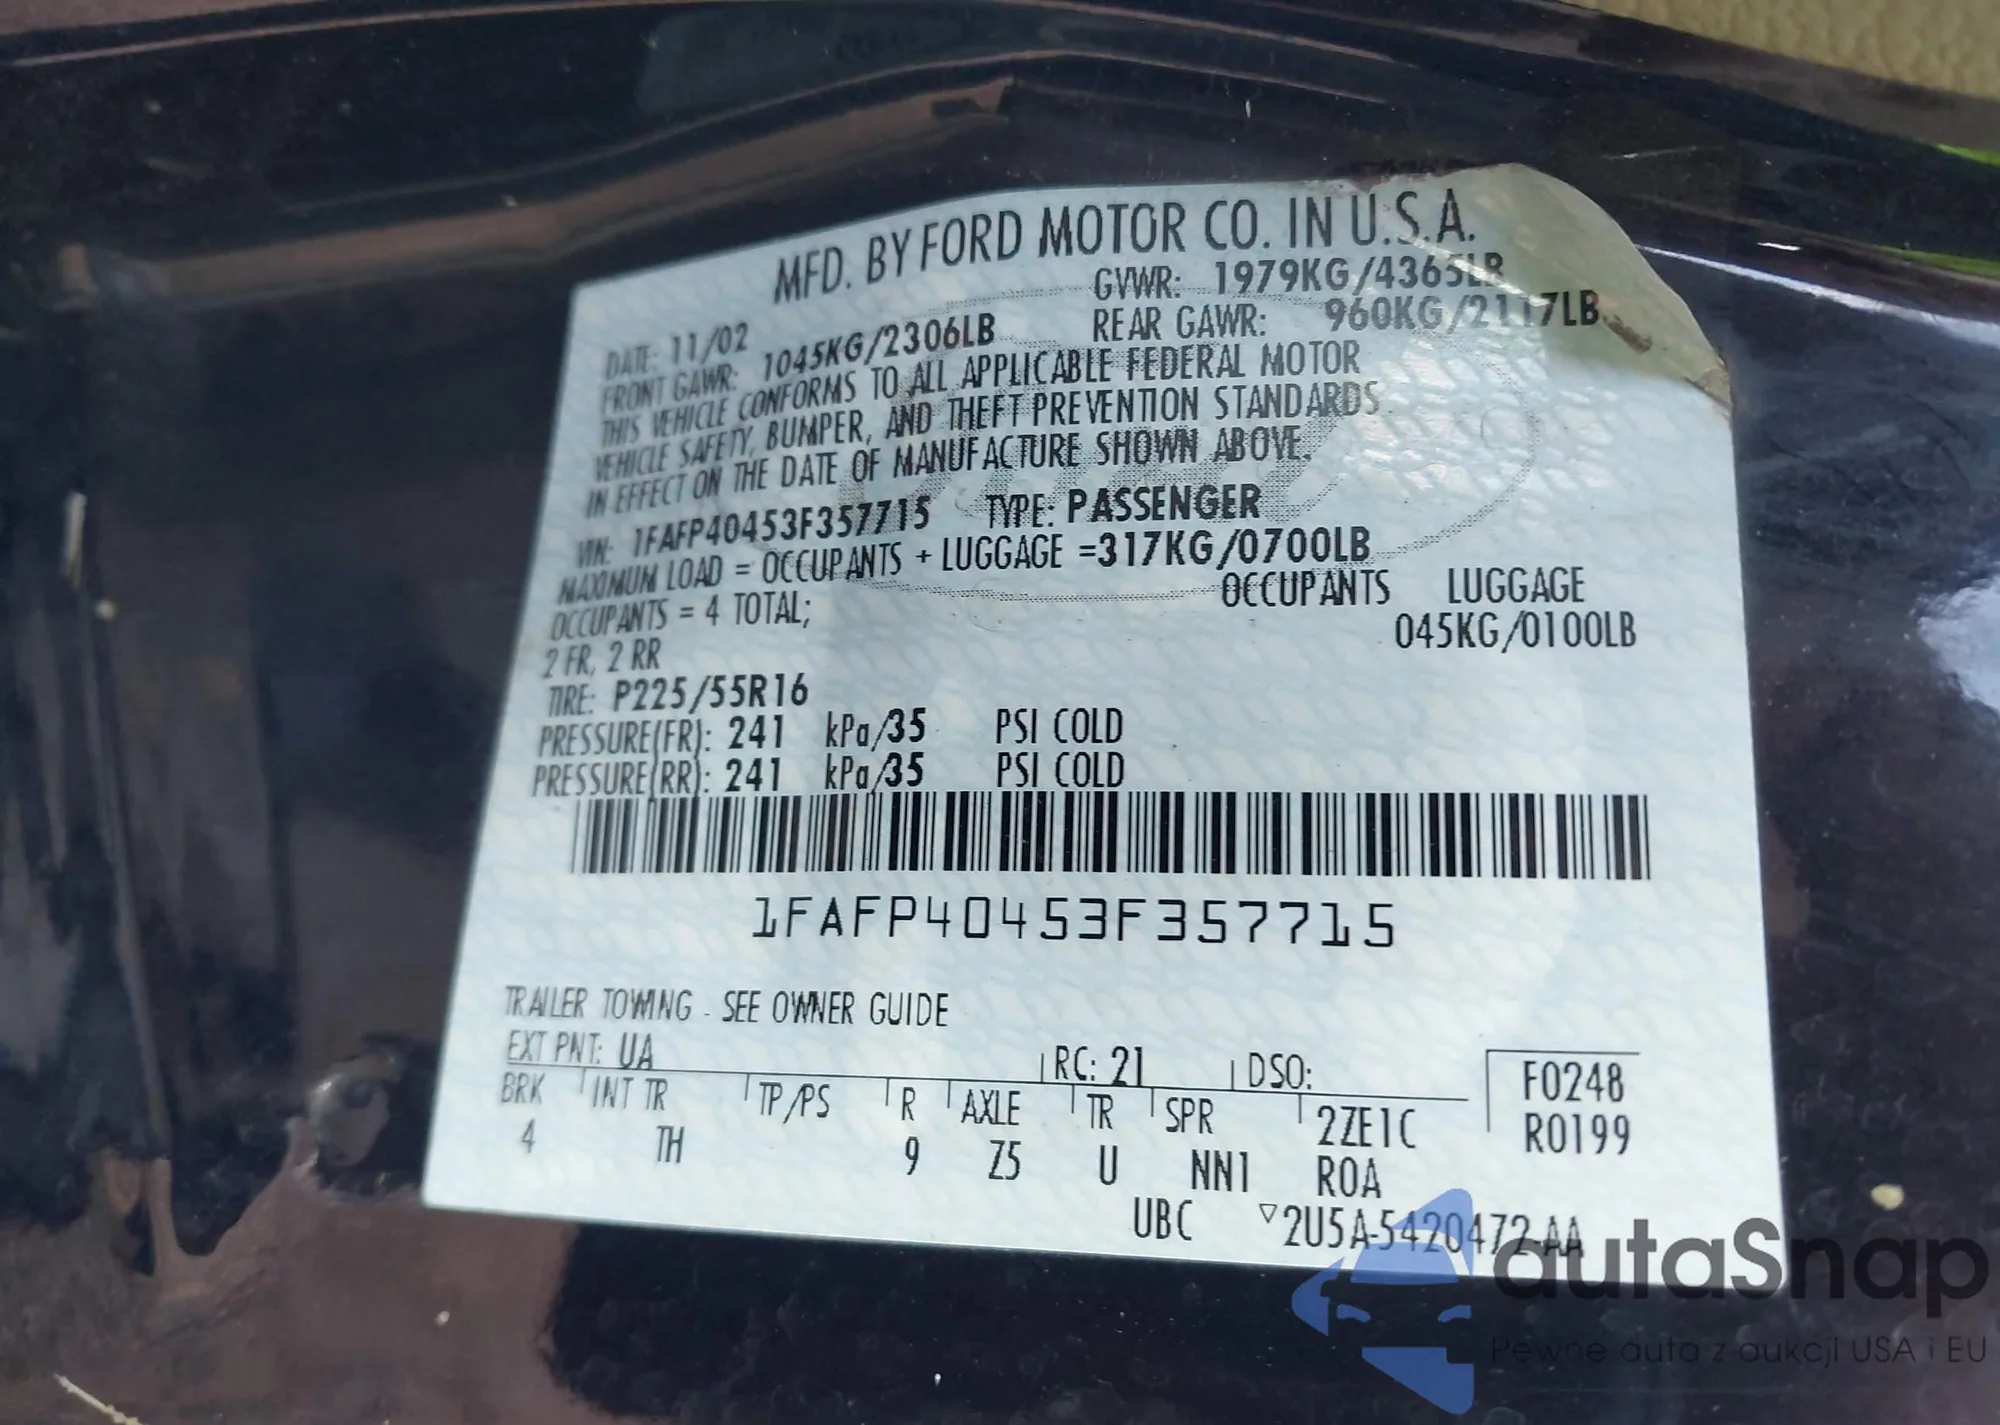 MFD. BY FORD MOTOR CO. IN U.S.A.
DATE: 11/02 GVWR: 1979KG/4365LB
FRONT GAWR: 1045KG/2306LB REAR GAWR: 960KG/2117LB
THIS VEHICLE CONFORMS TO ALL APPLICABLE FEDERAL MOTOR
VEHICLE SAFETY, BUMPER, AND THEFT PREVENTION STANDARDS
IN EFFECT ON THE DATE OF MANUFACTURE SHOWN ABOVE.
VIN: 1FAFP40453F357715 TYPE: PASSENGER
MAXIMUM LOAD = OCCUPANTS + LUGGAGE =317KG/0700LB
OCCUPANTS = 4 TOTAL; OCCUPANTS LUGGAGE
2 FR, 2 RR 045KG/0100LB
TIRE: P225/55R16
PRESSURE(FR): 241 kPa/35 PSI COLD
PRESSURE(RR): 241 kPa/35 PSI COLD
1FAFP40453F357715
TRAILER TOWING - SEE OWNER GUIDE
EXT PNT: UA RC: 21 DSO: F0248
BRK INT TR TP/PS R AXLE TR SPR 2ZE1C R0199
4 TH 9 Z5 U NN1 ROA
UBC ▽2U5A-5420472-AA
autaSnap
Pewne auta z aukcji USA i EU